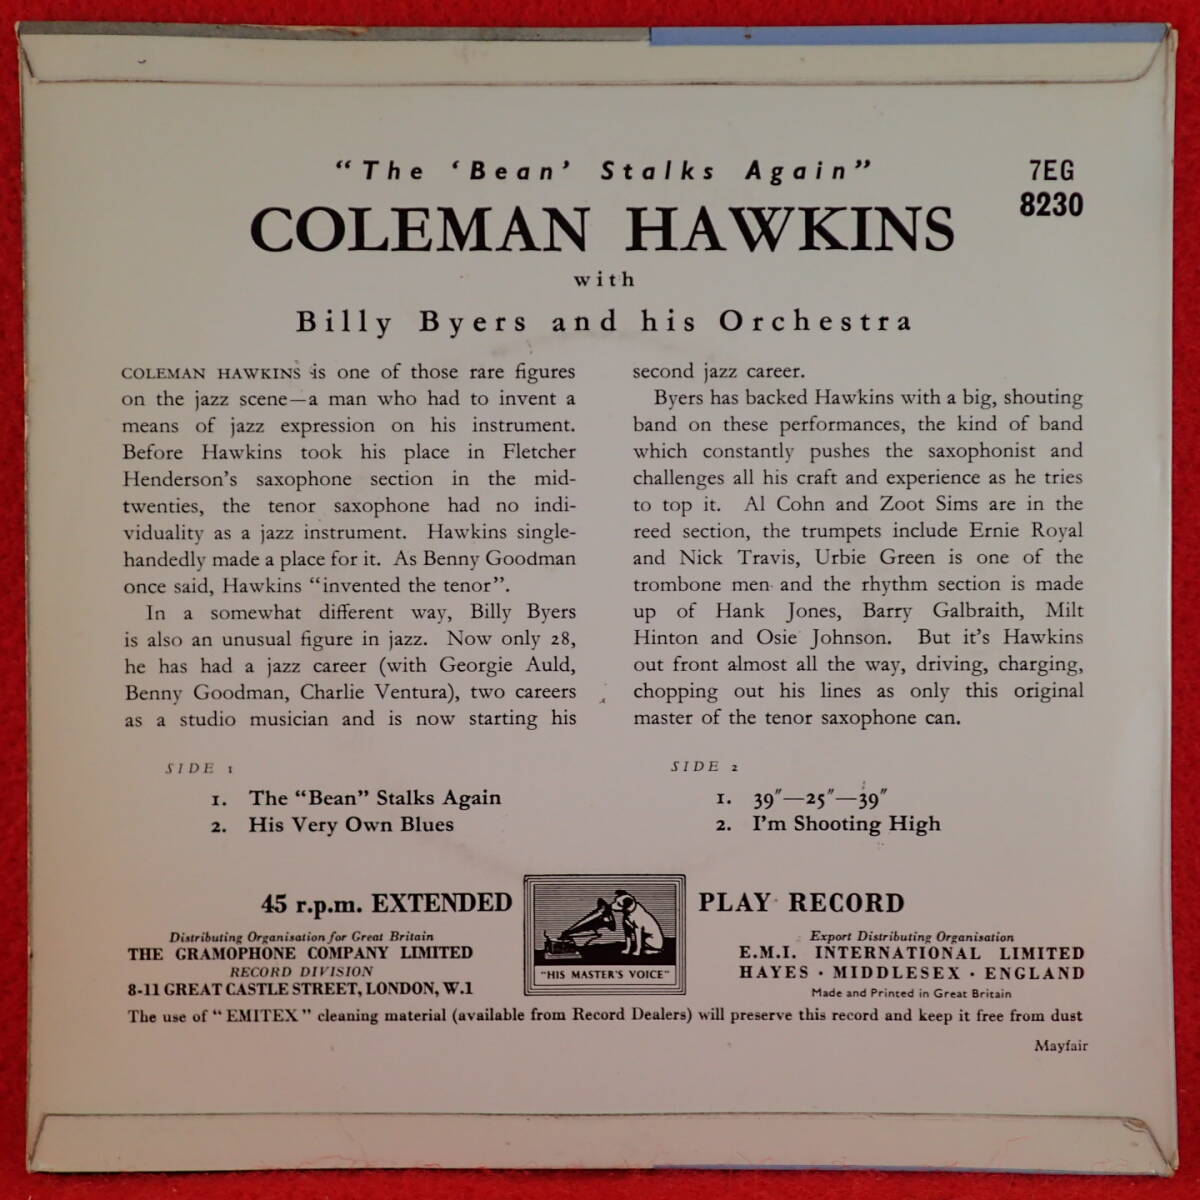 "The 'Bean' Stalks Again"
7EG
8230
COLEMAN HAWKINS
with
Billy Byers and his Orchestra
COLEMAN HAWKINS is one of those rare figures
on the jazz scene—a man who had to invent a
means of jazz expression on his instrument.
Before Hawkins took his place in Fletcher
Henderson's saxophone section in the mid-
twenties, the tenor saxophone had no indi-
viduality as a jazz instrument. Hawkins single-
handedly made a place for it. As Benny Goodman
once said, Hawkins "invented the tenor".
In a somewhat different way, Billy Byers
is also an unusual figure in jazz. Now only 28,
he has had a jazz career (with Georgie Auld,
Benny Goodman, Charlie Ventura), two careers
as a studio musician and is now starting his
second jazz career.
Byers has backed Hawkins with a big, shouting
band on these performances, the kind of band
which constantly pushes the saxophonist and
challenges all his craft and experience as he tries
to top it. Al Cohn and Zoot Sims are in the
reed section, the trumpets include Ernie Royal
and Nick Travis, Urbie Green is one of the
trombone men and the rhythm section is made
up of Hank Jones, Barry Galbraith, Milt
Hinton and Osie Johnson. But it's Hawkins
out front almost all the way, driving, charging,
chopping out his lines as only this original
master of the tenor saxophone can.
SIDE 1
1. The "Bean" Stalks Again
2. His Very Own Blues
SIDE 2
1. 39"—25"—39"
2. I'm Shooting High
45 r.p.m. EXTENDED PLAY RECORD
"HIS MASTER'S VOICE"
Distributing Organisation for Great Britain
THE GRAMOPHONE COMPANY LIMITED
RECORD DIVISION
8-11 GREAT CASTLE STREET, LONDON, W.1
Export Distributing Organisation
E.M.I. INTERNATIONAL LIMITED
HAYES · MIDDLESEX · ENGLAND
Made and Printed in Great Britain
The use of "EMITEX" cleaning material (available from Record Dealers) will preserve this record and keep it free from dust
Mayfair